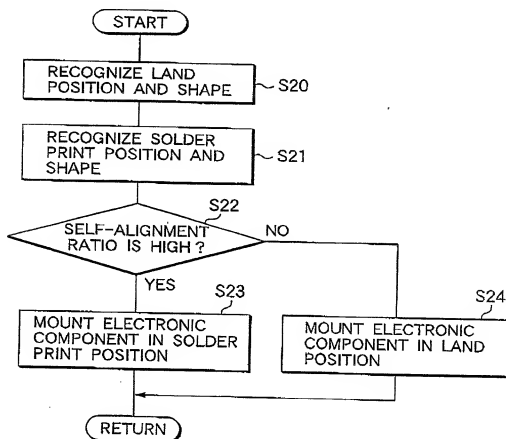 START
RECOGNIZE LAND
POSITION AND SHAPE
S20
RECOGNIZE SOLDER
PRINT POSITION AND
SHAPE
S21
S22
SELF-ALIGNMENT
RATIO IS HIGH?
NO
YES
S23
MOUNT ELECTRONIC
COMPONENT IN SOLDER
PRINT POSITION
S24
MOUNT ELECTRONIC
COMPONENT IN LAND
POSITION
RETURN